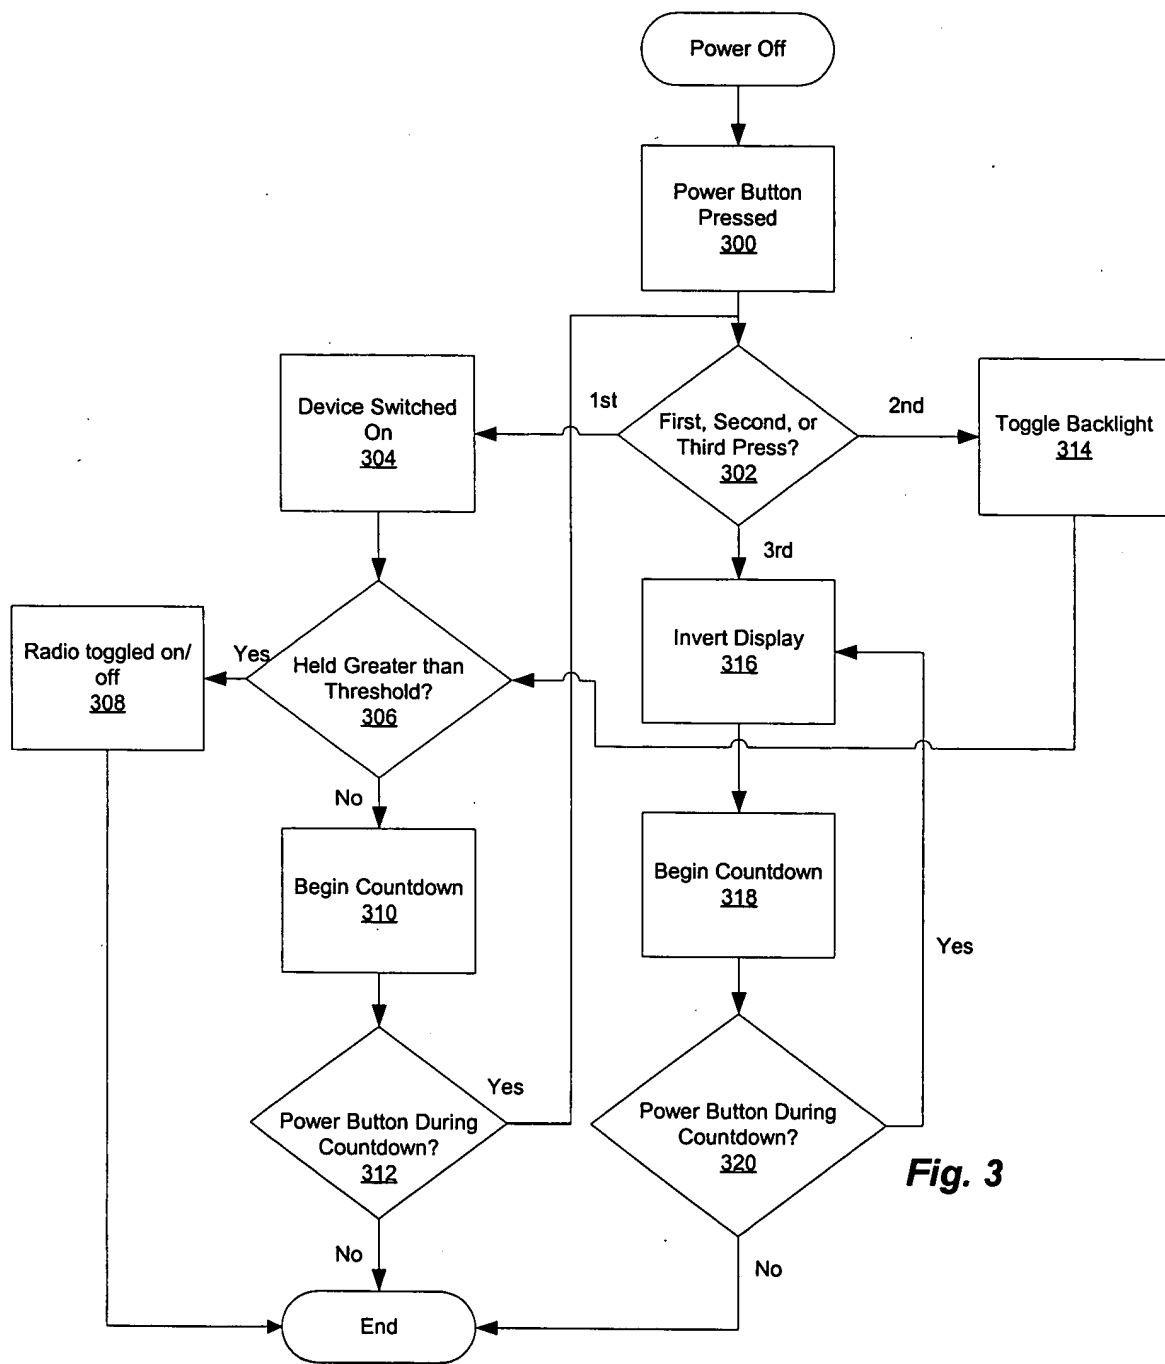 Power Off
Power Button
Pressed
300
First, Second, or
Third Press?
302
1st
2nd
3rd
Device Switched
On
304
Toggle Backlight
314
Held Greater than
Threshold?
306
Yes
No
Radio toggled on/
off
308
Invert Display
316
Begin Countdown
310
Begin Countdown
318
Yes
Power Button During
Countdown?
312
Yes
No
Power Button During
Countdown?
320
No
Fig. 3
End